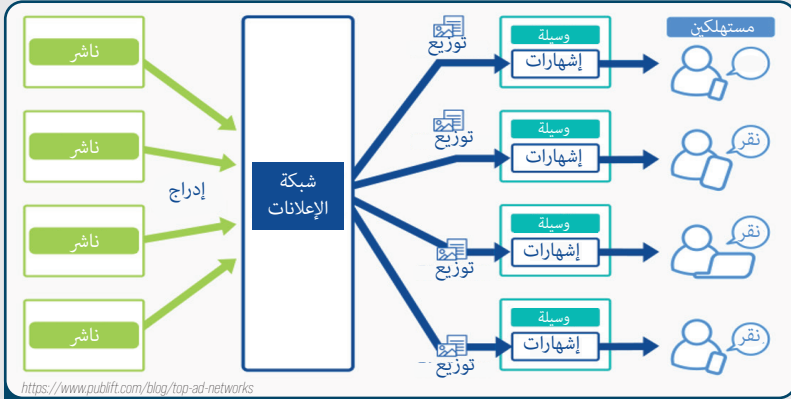 مستهلكين
وسيلة
إشهارات
توزيع
ناشر
نقر
وسيلة
إشهارات
توزيع
ناشر
إدراج
شبكة
الإعلانات
نقر
وسيلة
إشهارات
توزيع
ناشر
نقر
وسيلة
إشهارات
توزيع
ناشر
https://www.publift.com/blog/top-ad-networks